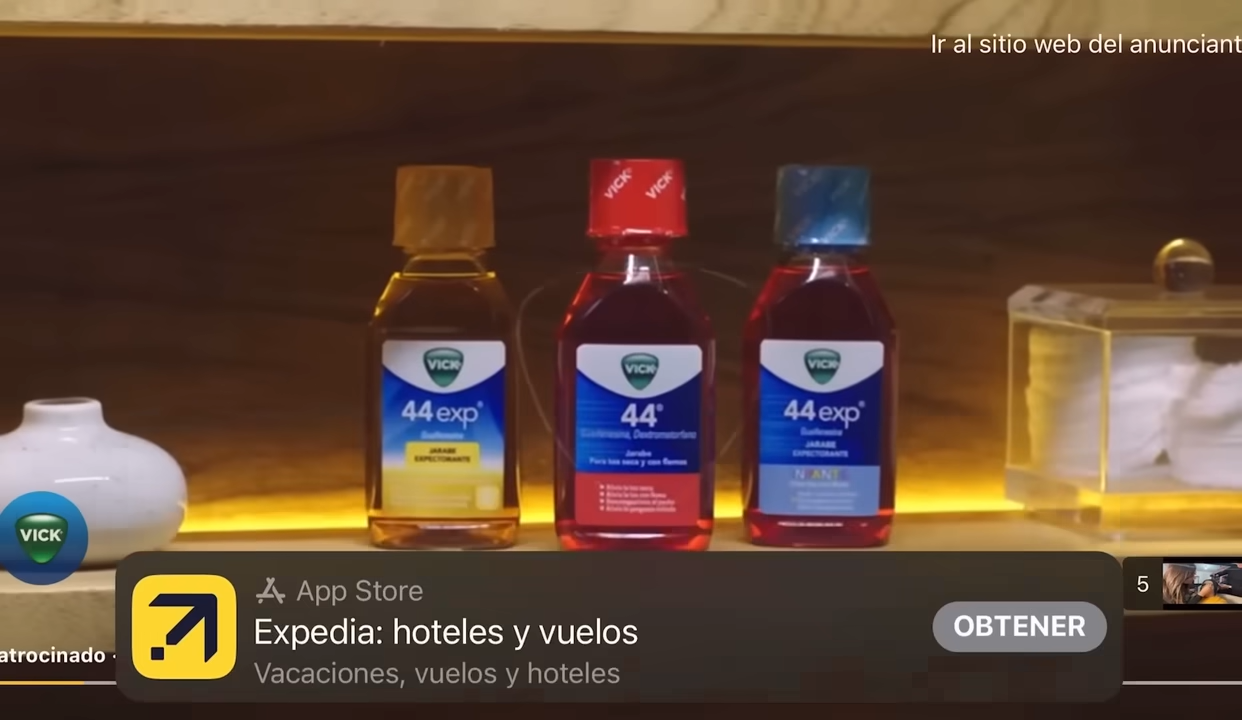 Ir al sitio web del anunciant
VICK VICK
VICK
44 exp®
Guaifenesina
JARABE
EXPECTORANTE
VICK
44®
Guaifenesina, Dextrometorfano
Jarabe
Para tos seca y con flemas
VICK
44 exp®
Guaifenesina
JARABE
EXPECTORANTE
INFANTIL
VICK
atrocinado ·
App Store
Expedia: hoteles y vuelos
Vacaciones, vuelos y hoteles
OBTENER
5